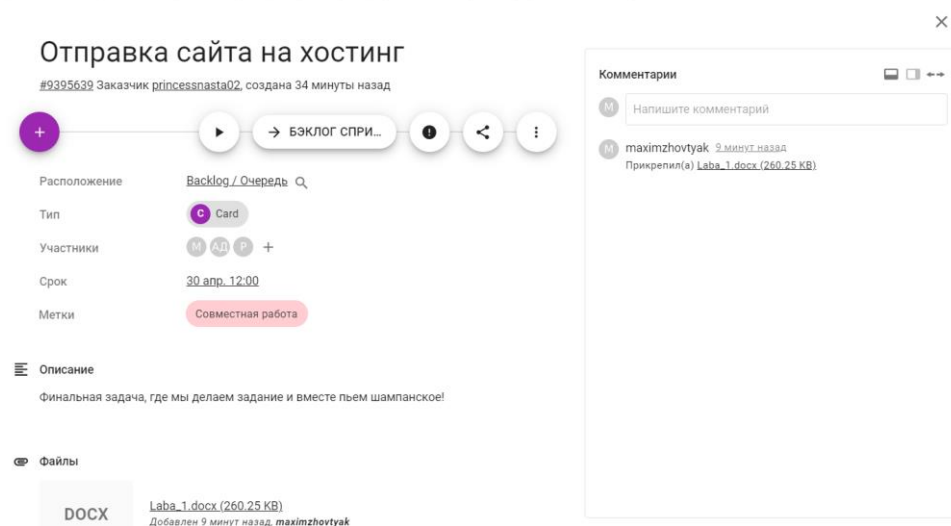 Отправка сайта на хостинг
#9395639 Заказчик princessnasta02, создана 34 минуты назад
+
→ БЭКЛОГ СПРИ...
Расположение Backlog / Очередь
Тип C Card
Участники М АД Р +
Срок 30 апр. 12:00
Метки Совместная работа
Описание
Финальная задача, где мы делаем задание и вместе пьем шампанское!
Файлы
DOCX
Laba_1.docx (260.25 KB)
Добавлен 9 минут назад, maximzhovtyak
Комментарии
М Напишите комментарий
М maximzhovtyak 9 минут назад
Прикрепил(а) Laba_1.docx (260.25 KB)